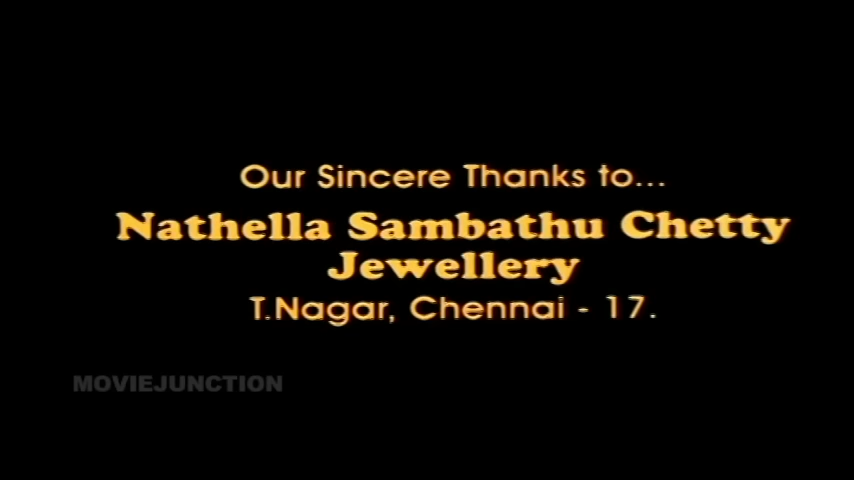 Our Sincere Thanks to...
Nathella Sambathu Chetty
Jewellery
T.Nagar, Chennai - 17.
MOVIEJUNCTION